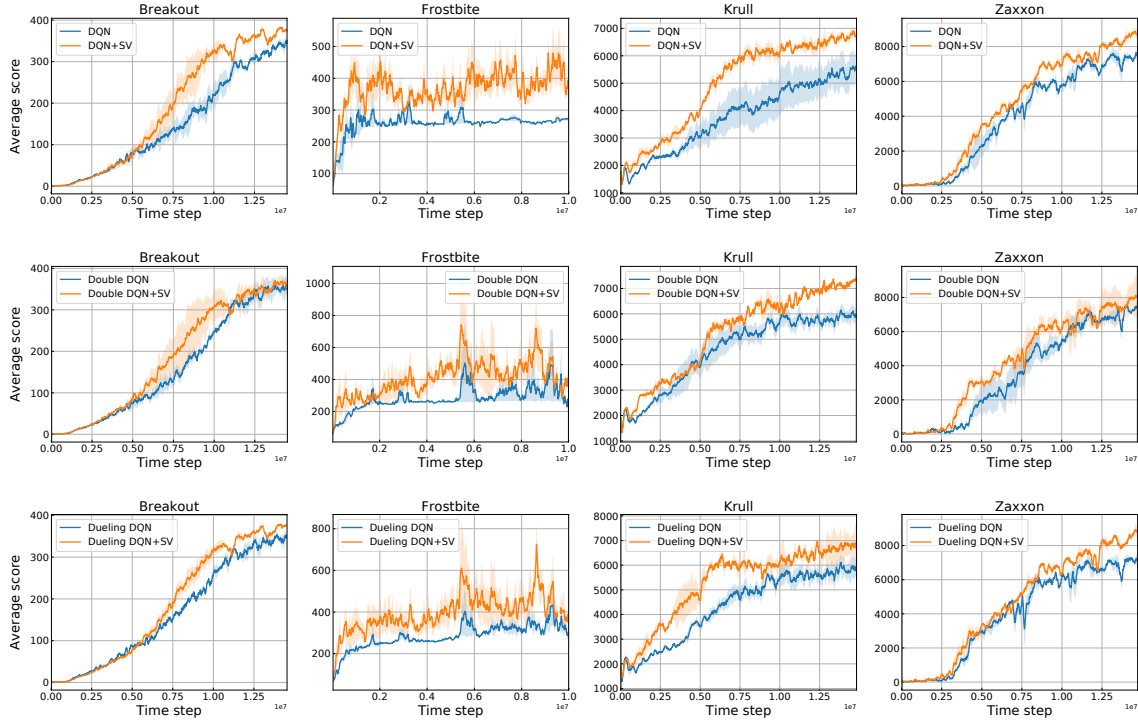 Breakout
Frostbite
Krull
Zaxxon
Average score
400
300
200
100
0
DQN
DQN+SV
0.00 0.25 0.50 0.75 1.00 1.25
Time step
1e7
500
400
300
200
100
DQN
DQN+SV
0.2 0.4 0.6 0.8 1.0
Time step
1e7
7000
6000
5000
4000
3000
2000
1000
DQN
DQN+SV
0.00 0.25 0.50 0.75 1.00 1.25
Time step
1e7
8000
6000
4000
2000
0
DQN
DQN+SV
0.00 0.25 0.50 0.75 1.00 1.25
Time step
1e7
Breakout
Frostbite
Krull
Zaxxon
Average score
400
300
200
100
0
Double DQN
Double DQN+SV
0.00 0.25 0.50 0.75 1.00 1.25
Time step
1e7
1000
800
600
400
200
Double DQN
Double DQN+SV
0.2 0.4 0.6 0.8 1.0
Time step
1e7
7000
6000
5000
4000
3000
2000
1000
Double DQN
Double DQN+SV
0.00 0.25 0.50 0.75 1.00 1.25
Time step
1e7
8000
6000
4000
2000
0
Double DQN
Double DQN+SV
0.00 0.25 0.50 0.75 1.00 1.25
Time step
1e7
Breakout
Frostbite
Krull
Zaxxon
Average score
400
300
200
100
0
Dueling DQN
Dueling DQN+SV
0.00 0.25 0.50 0.75 1.00 1.25
Time step
1e7
800
600
400
200
Dueling DQN
Dueling DQN+SV
0.2 0.4 0.6 0.8 1.0
Time step
1e7
8000
7000
6000
5000
4000
3000
2000
1000
Dueling DQN
Dueling DQN+SV
0.00 0.25 0.50 0.75 1.00 1.25
Time step
1e7
8000
6000
4000
2000
0
Dueling DQN
Dueling DQN+SV
0.00 0.25 0.50 0.75 1.00 1.25
Time step
1e7